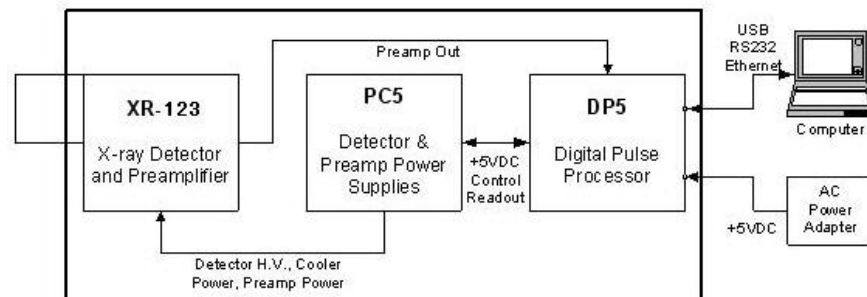 USB
RS232
Ethernet
Preamp Out
XR-123
X-ray Detector
and Preamplifier
PC5
Detector &
Preamp Power
Supplies
+5VDC
Control
Readout
DP5
Digital Pulse
Processor
Computer
AC
Power
Adapter
+5VDC
Detector H.V., Cooler
Power, Preamp Power